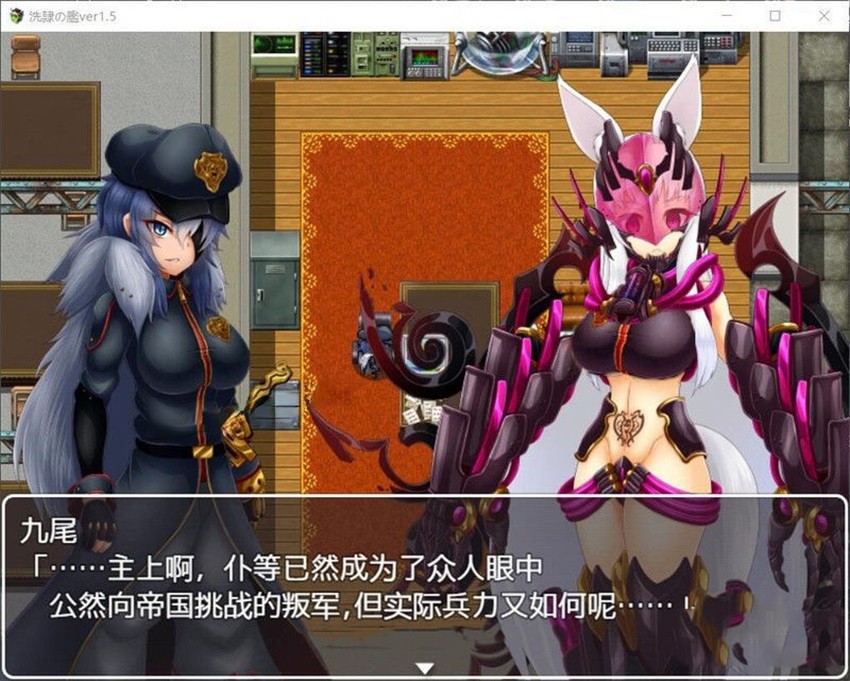 洗隷の艦ver1.5
九尾
「……主上啊，仆等已然成为了众人眼中
公然向帝国挑战的叛军,但实际兵力又如何呢……